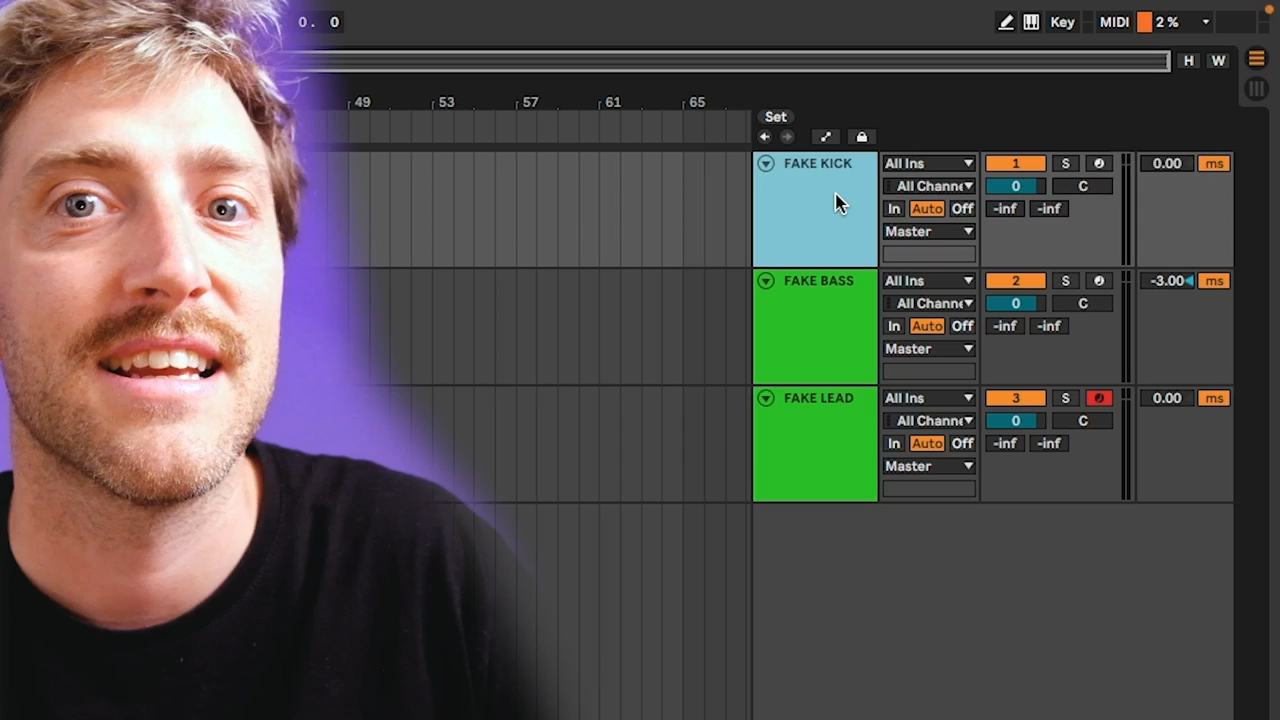 0. 0 Key MIDI 2 %
H W
49 53 57 61 65
Set
FAKE KICK All Ins 1 S 0.00 ms
All Channe 0 C
In Auto Off -inf -inf
Master
FAKE BASS All Ins 2 S -3.00 ms
All Channe 0 C
In Auto Off -inf -inf
Master
FAKE LEAD All Ins 3 S 0.00 ms
All Channe 0 C
In Auto Off -inf -inf
Master